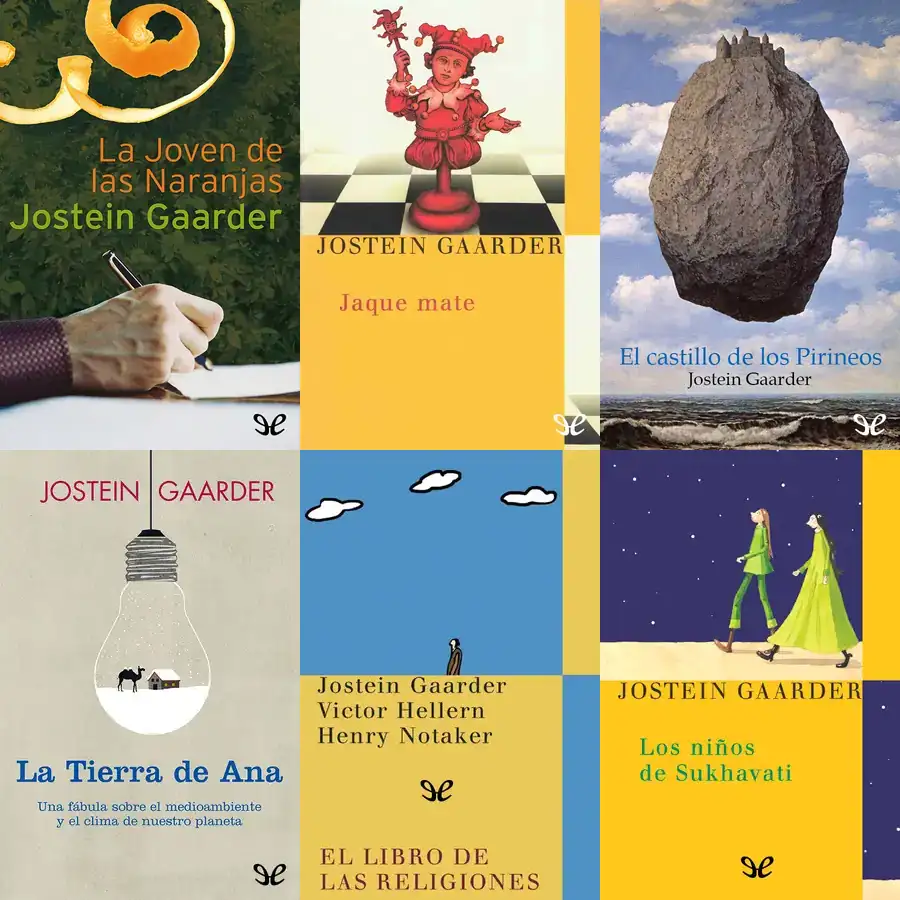 La Joven de
las Naranjas
Jostein Gaarder
JOSTEIN GAARDER
Jaque mate
El castillo de los Pirineos
Jostein Gaarder
JOSTEIN GAARDER
La Tierra de Ana
Una fábula sobre el medioambiente
y el clima de nuestro planeta
Jostein Gaarder
Victor Hellern
Henry Notaker
EL LIBRO DE
LAS RELIGIONES
JOSTEIN GAARDER
Los niños
de Sukhavati